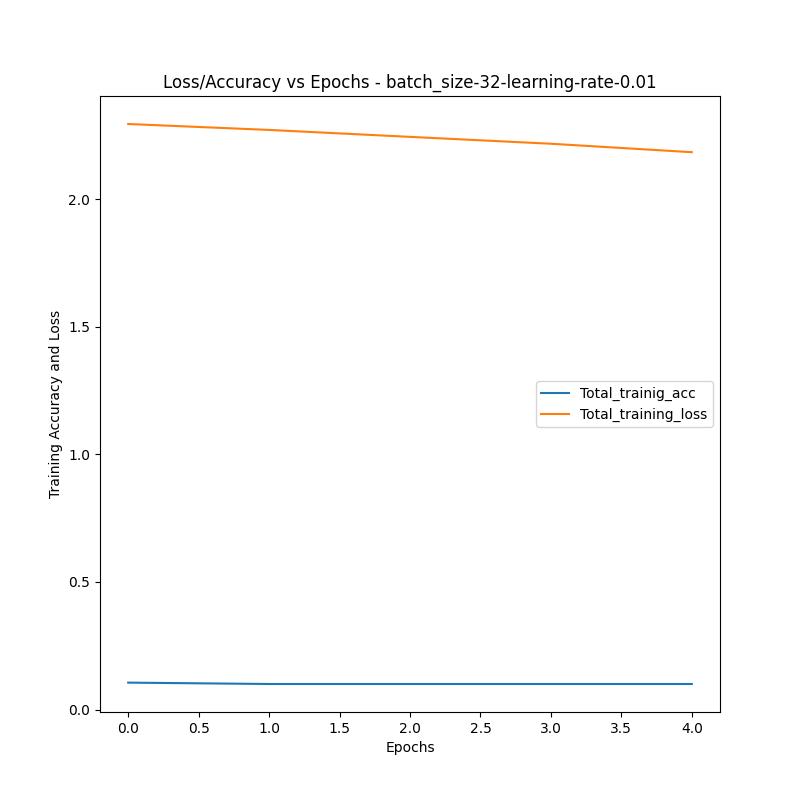 Loss/Accuracy vs Epochs - batch_size-32-learning-rate-0.01
Training Accuracy and Loss
2.0
1.5
1.0
0.5
0.0
Total_trainig_acc
Total_training_loss
0.0 0.5 1.0 1.5 2.0 2.5 3.0 3.5 4.0
Epochs